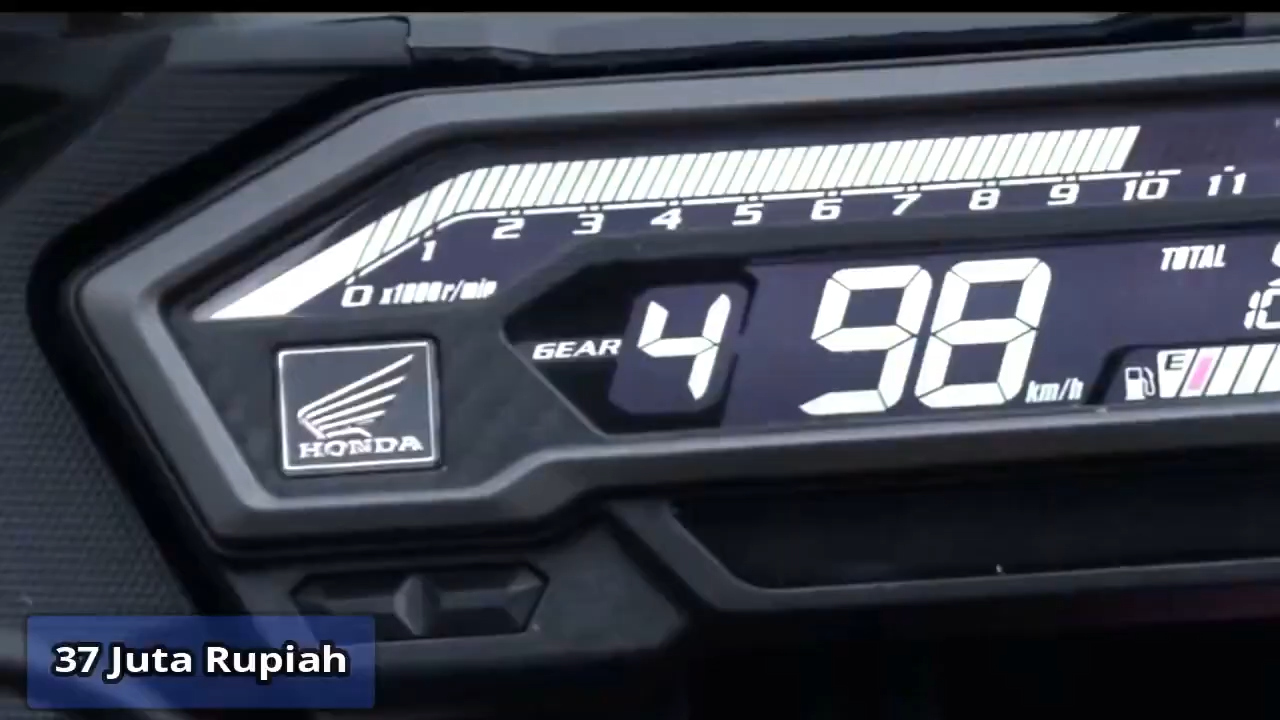 0 1 2 3 4 5 6 7 8 9 10 11
x1000r/min
TOTAL
GEAR 4 98 km/h
10
E
HONDA
37 Juta Rupiah